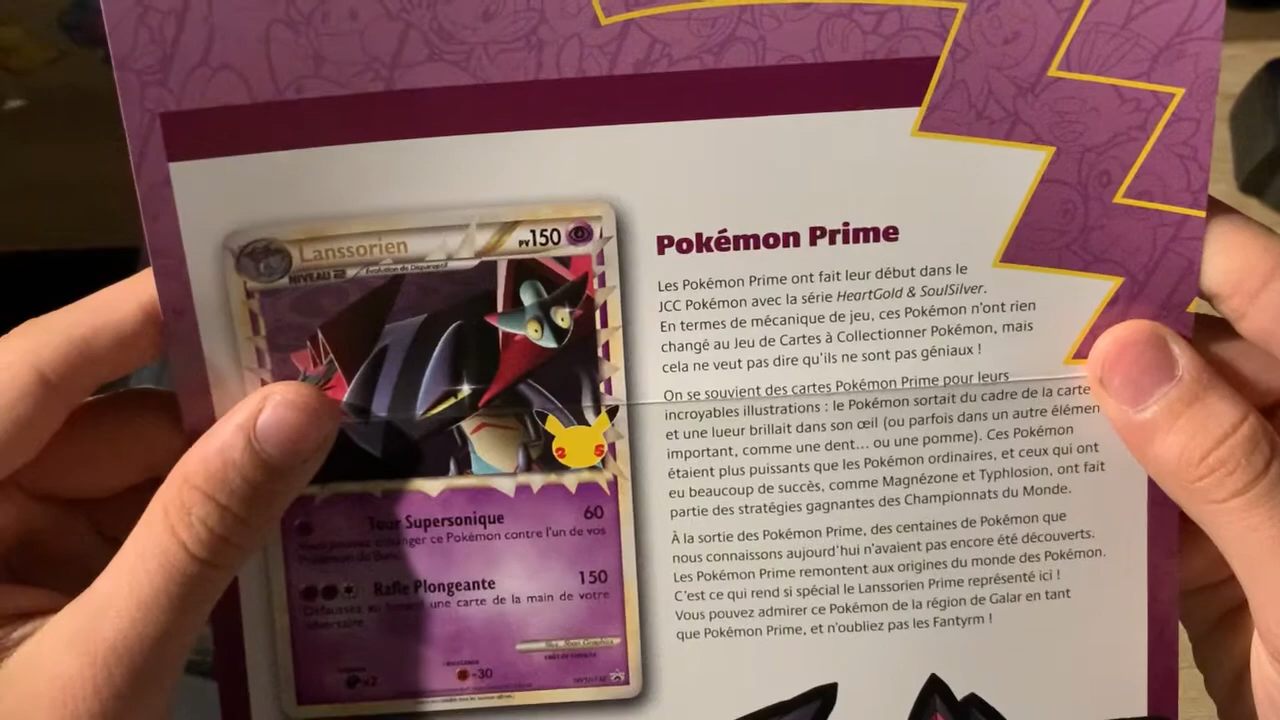 Lanssorien
PV150
NIVEAU 2
Évolution de Dispareptil
25
Tour Supersonique 60
ce Pokémon contre l'un de vos
Pokémon de Banc.
Rafle Plongeante 150
Défaussez au une carte de la main de votre
adversaire.
×2
-30
Pokémon Prime
Les Pokémon Prime ont fait leur début dans le
JCC Pokémon avec la série HeartGold & SoulSilver.
En termes de mécanique de jeu, ces Pokémon n'ont rien
changé au Jeu de Cartes à Collectionner Pokémon, mais
cela ne veut pas dire qu'ils ne sont pas géniaux !
On se souvient des cartes Pokémon Prime pour leurs
incroyables illustrations : le Pokémon sortait du cadre de la carte
et une lueur brillait dans son œil (ou parfois dans un autre élémen
important, comme une dent... ou une pomme). Ces Pokémon
étaient plus puissants que les Pokémon ordinaires, et ceux qui ont
eu beaucoup de succès, comme Magnézone et Typhlosion, ont fait
partie des stratégies gagnantes des Championnats du Monde.
À la sortie des Pokémon Prime, des centaines de Pokémon que
nous connaissons aujourd'hui n'avaient pas encore été découverts.
Les Pokémon Prime remontent aux origines du monde des Pokémon.
C'est ce qui rend si spécial le Lanssorien Prime représenté ici !
Vous pouvez admirer ce Pokémon de la région de Galar en tant
que Pokémon Prime, et n'oubliez pas les Fantyrm !